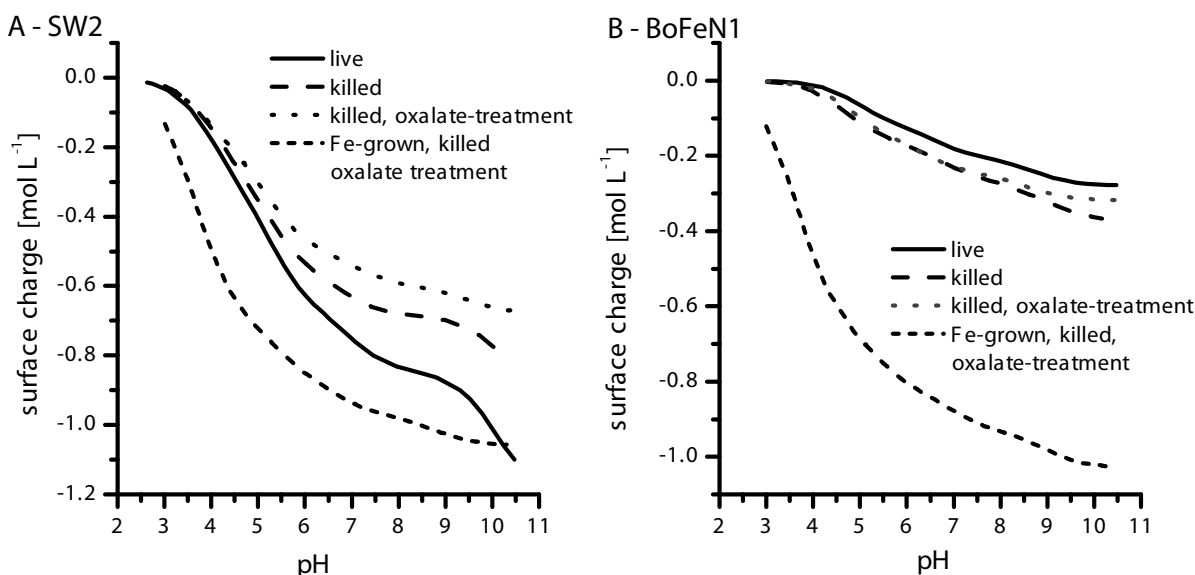 A - SW2
live
killed
killed, oxalate-treatment
Fe-grown, killed
oxalate treatment
0.0
-0.2
-0.4
-0.6
-0.8
-1.0
-1.2
surface charge [mol L⁻¹]
2 3 4 5 6 7 8 9 10 11
pH
B - BoFeN1
live
killed
killed, oxalate-treatment
Fe-grown, killed,
oxalate-treatment
0.0
-0.2
-0.4
-0.6
-0.8
-1.0
surface charge [mol L⁻¹]
2 3 4 5 6 7 8 9 10 11
pH